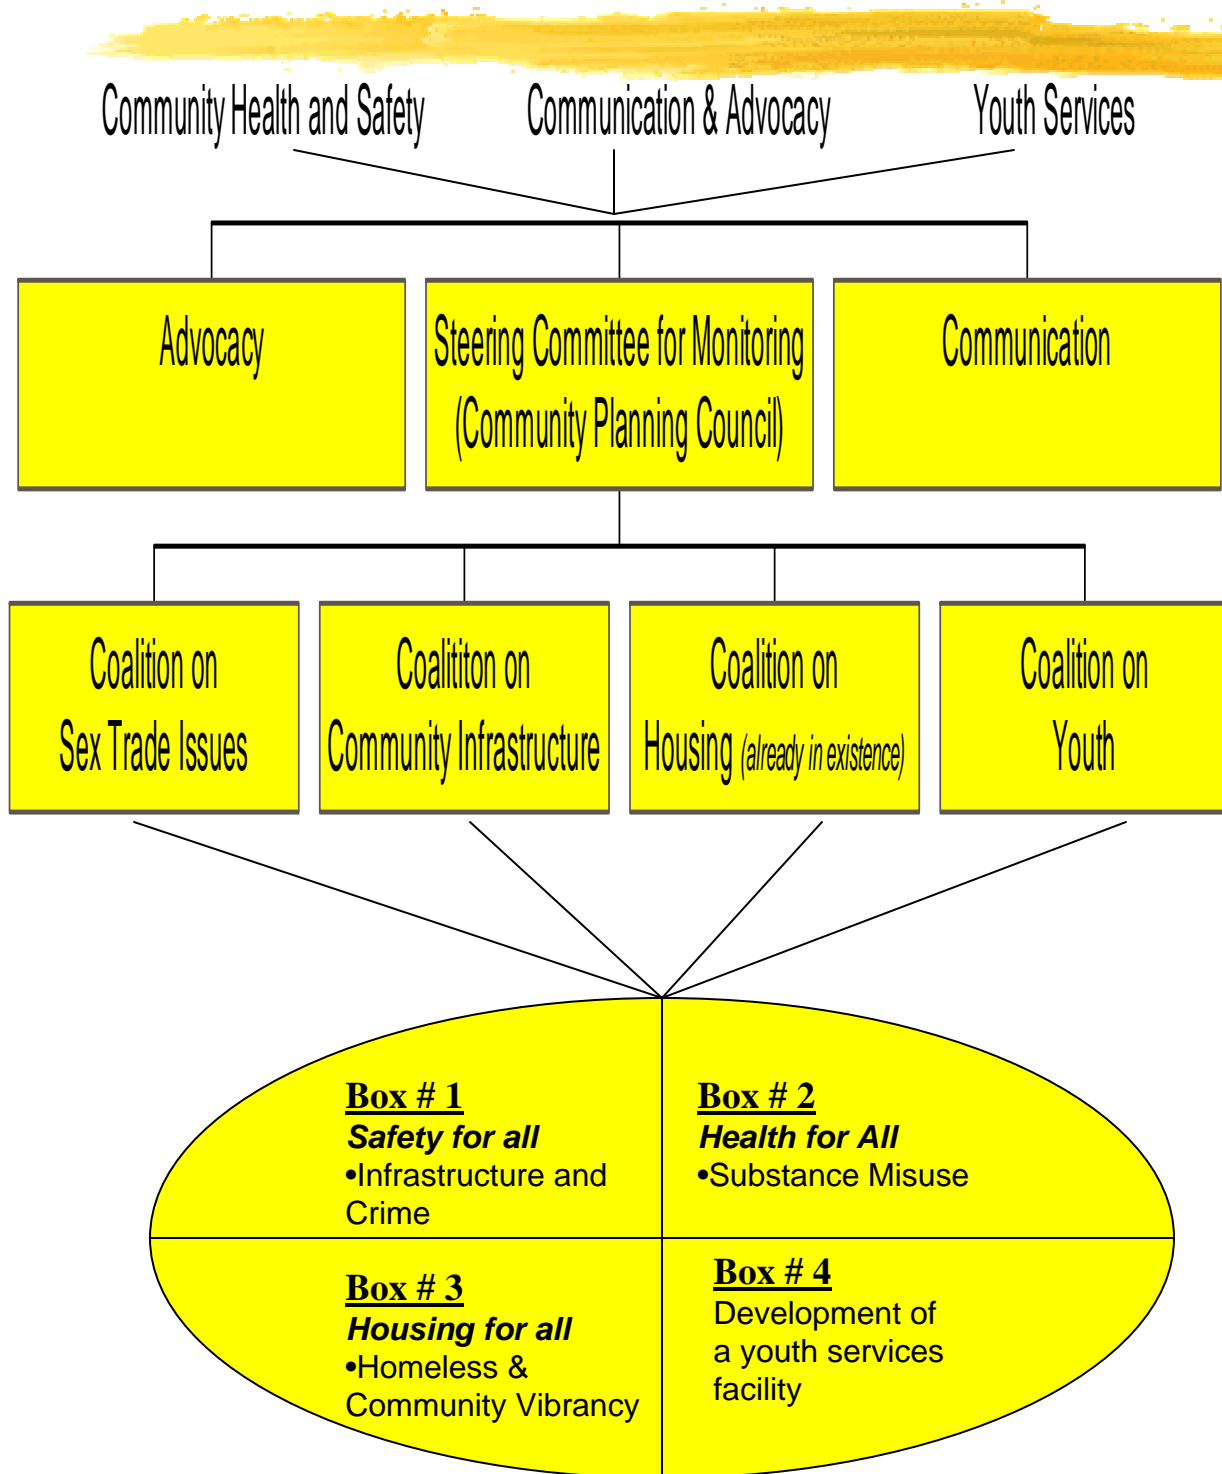 Community Health and Safety
Communication & Advocacy
Youth Services
Advocacy
Steering Committee for Monitoring
(Community Planning Council)
Communication
Coalition on
Sex Trade Issues
Coalititon on
Community Infrastructure
Coalition on
Housing (already in existence)
Coalition on
Youth
Box # 1
Safety for all
•Infrastructure and
Crime
Box # 2
Health for All
•Substance Misuse
Box # 3
Housing for all
•Homeless &
Community Vibrancy
Box # 4
Development of
a youth services
facility